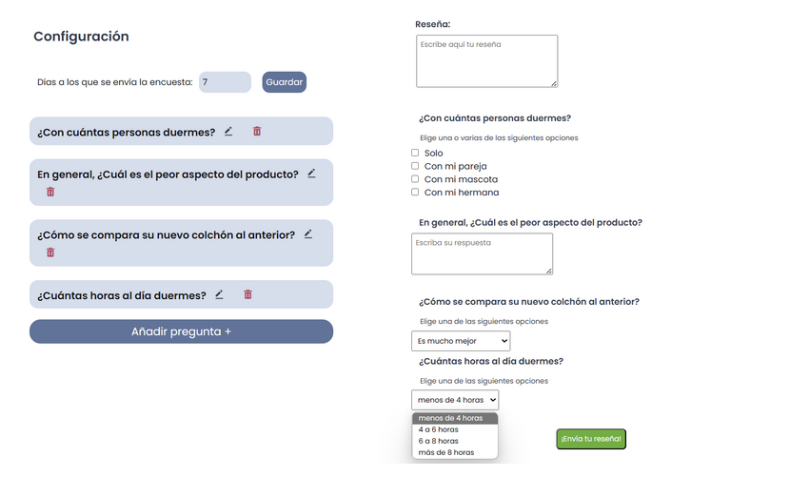 Configuración
Dias a los que se envía la encuesta: 7 Guardar
¿Con cuántas personas duermes?
En general, ¿Cuál es el peor aspecto del producto?
¿Cómo se compara su nuevo colchón al anterior?
¿Cuántas horas al día duermes?
Añadir pregunta +
Reseña:
Escribe aquí tu reseña
¿Con cuántas personas duermes?
Elige una o varias de las siguientes opciones
Solo
Con mi pareja
Con mi mascota
Con mi hermana
En general, ¿Cuál es el peor aspecto del producto?
Escriba su respuesta
¿Cómo se compara su nuevo colchón al anterior?
Elige una de las siguientes opciones
Es mucho mejor
¿Cuántas horas al día duermes?
Elige una de las siguientes opciones
menos de 4 horas
menos de 4 horas
4 a 6 horas
6 a 8 horas
más de 8 horas
¡Envía tu reseña!